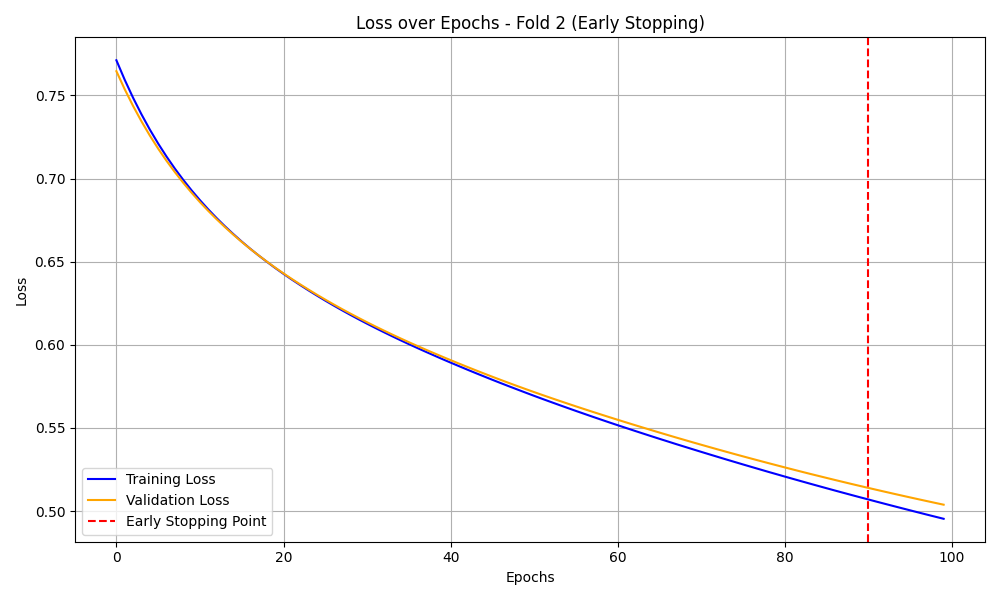 Loss over Epochs - Fold 2 (Early Stopping)
Loss
0.75
0.70
0.65
0.60
0.55
0.50
Training Loss
Validation Loss
Early Stopping Point
0 20 40 60 80 100
Epochs